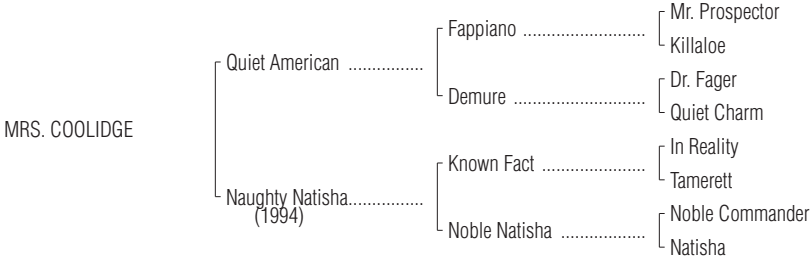 Mr. Prospector
Fappiano ..........................
Killaloe
Quiet American ................
Dr. Fager
Demure ............................
Quiet Charm
MRS. COOLIDGE
In Reality
Known Fact ......................
Tamerett
Naughty Natisha................
(1994)
Noble Commander
Noble Natisha ..................
Natisha